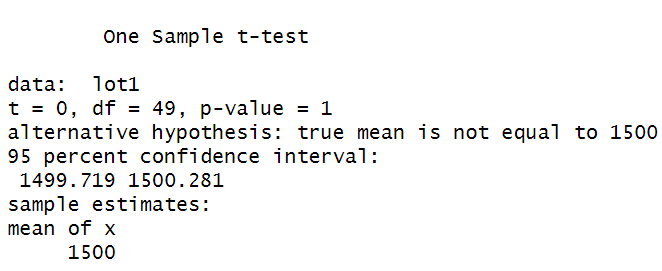 One Sample t-test
data:  lot1
t = 0, df = 49, p-value = 1
alternative hypothesis: true mean is not equal to 1500
95 percent confidence interval:
 1499.719 1500.281
sample estimates:
mean of x
     1500